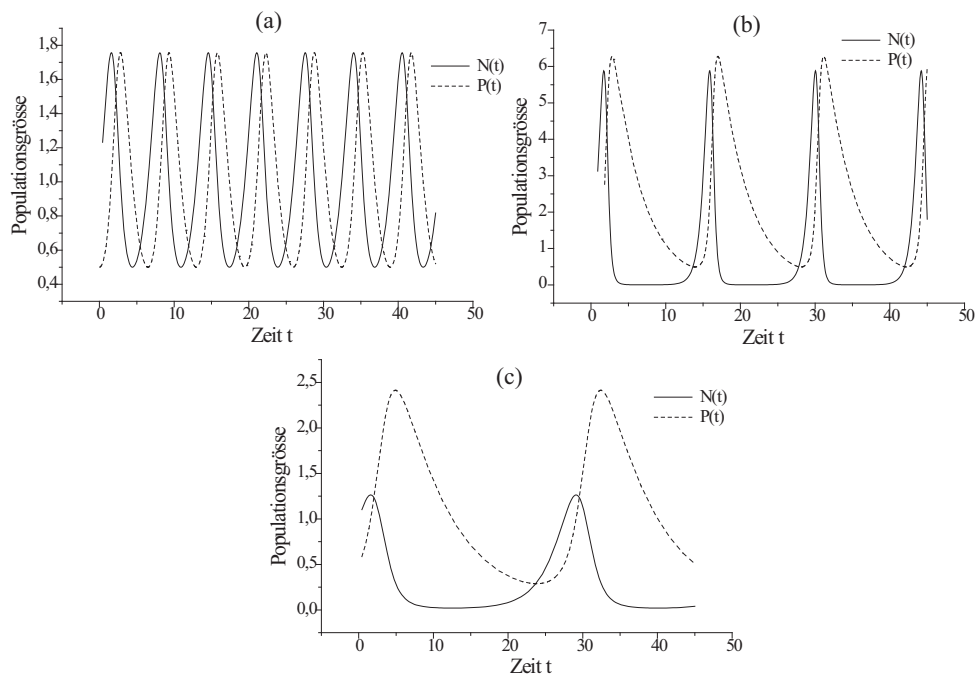 (a)
1,8
1,6
1,4
1,2
1,0
0,8
0,6
0,4
Populationsgrösse
N(t)
P(t)
0 10 20 30 40 50
Zeit t
(b)
7
6
5
4
3
2
1
0
Populationsgrösse
N(t)
P(t)
0 10 20 30 40 50
Zeit t
(c)
2,5
2,0
1,5
1,0
0,5
0,0
Populationsgrösse
N(t)
P(t)
0 10 20 30 40 50
Zeit t